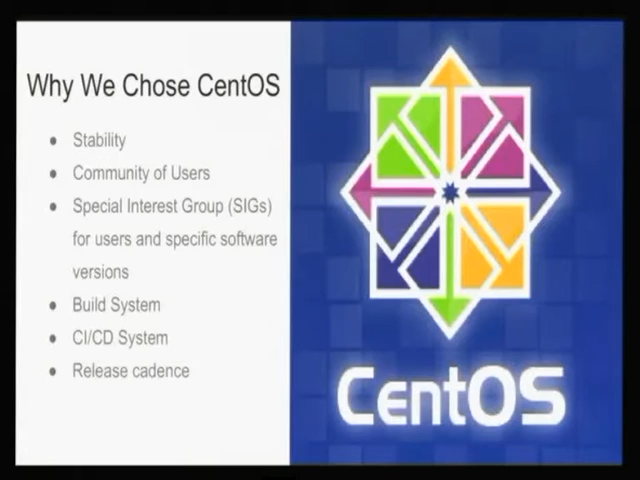 Why We Chose CentOS
● Stability
● Community of Users
● Special Interest Group (SIGs)
for users and specific software
versions
● Build System
● CI/CD System
● Release cadence
CentOS